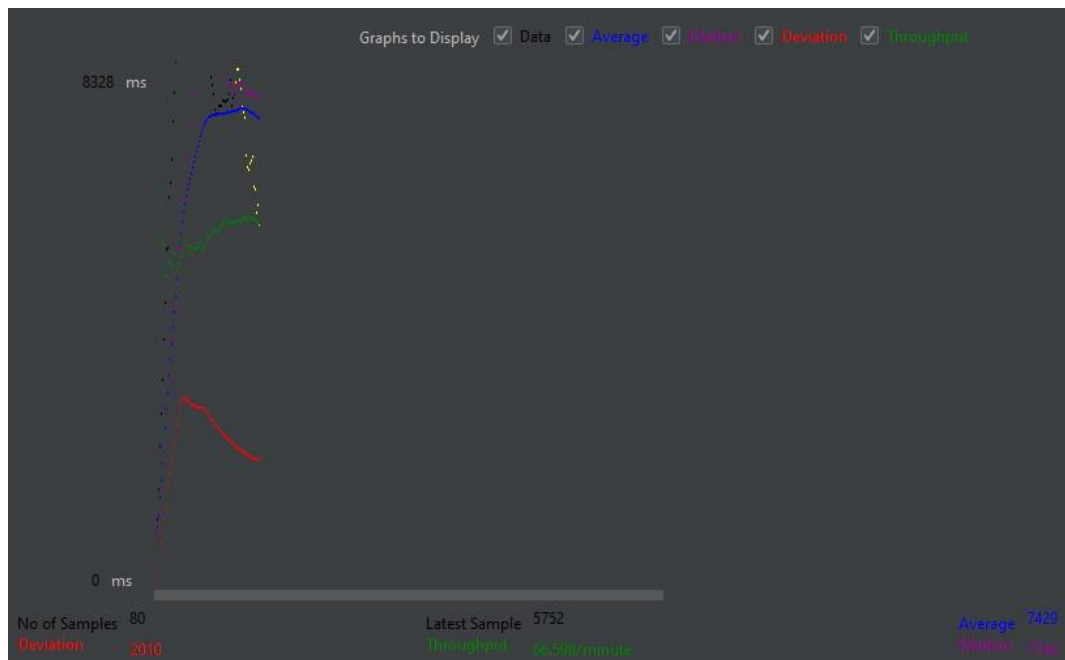 Graphs to Display Data Average Median Deviation Throughput
8328 ms
0 ms
No of Samples 80 Latest Sample 5752 Average 7429
Deviation 2010 Throughput 66.598/minute Median